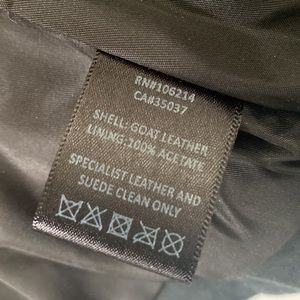 RN#106214
CA#35037
SHELL: GOAT LEATHER
LINING: 100% ACETATE
SPECIALIST LEATHER AND
SUEDE CLEAN ONLY